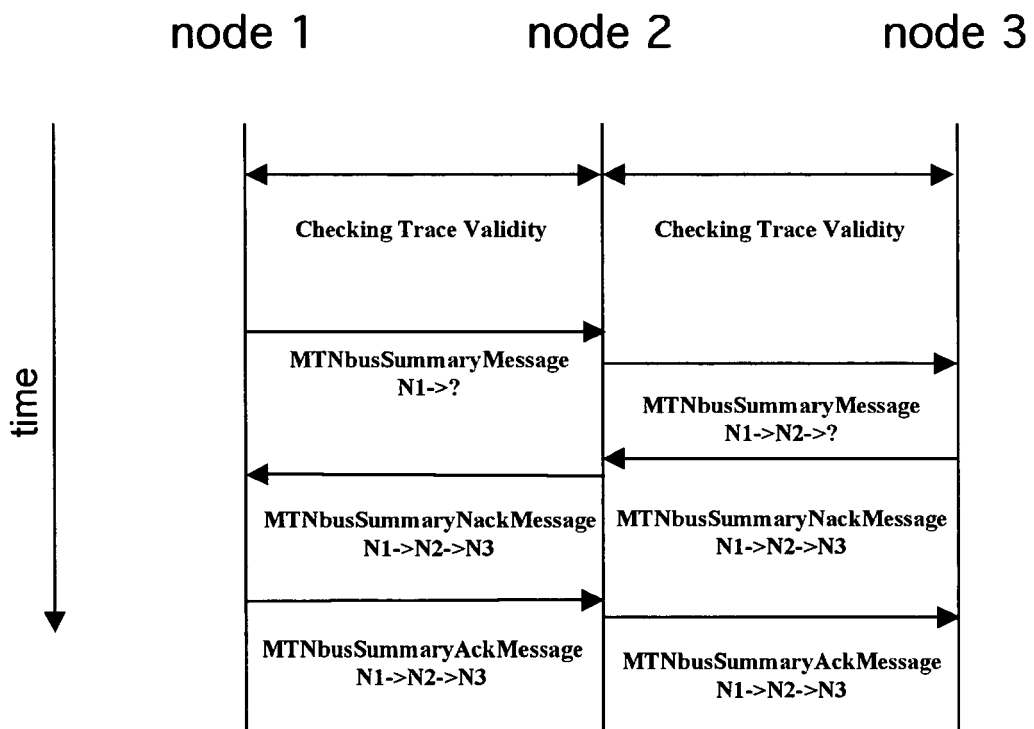 node 1 node 2 node 3
Checking Trace Validity Checking Trace Validity
time
MTNbusSummaryMessage
N1->?
MTNbusSummaryMessage
N1->N2->?
MTNbusSummaryNackMessage
N1->N2->N3
MTNbusSummaryNackMessage
N1->N2->N3
MTNbusSummaryAckMessage
N1->N2->N3
MTNbusSummaryAckMessage
N1->N2->N3